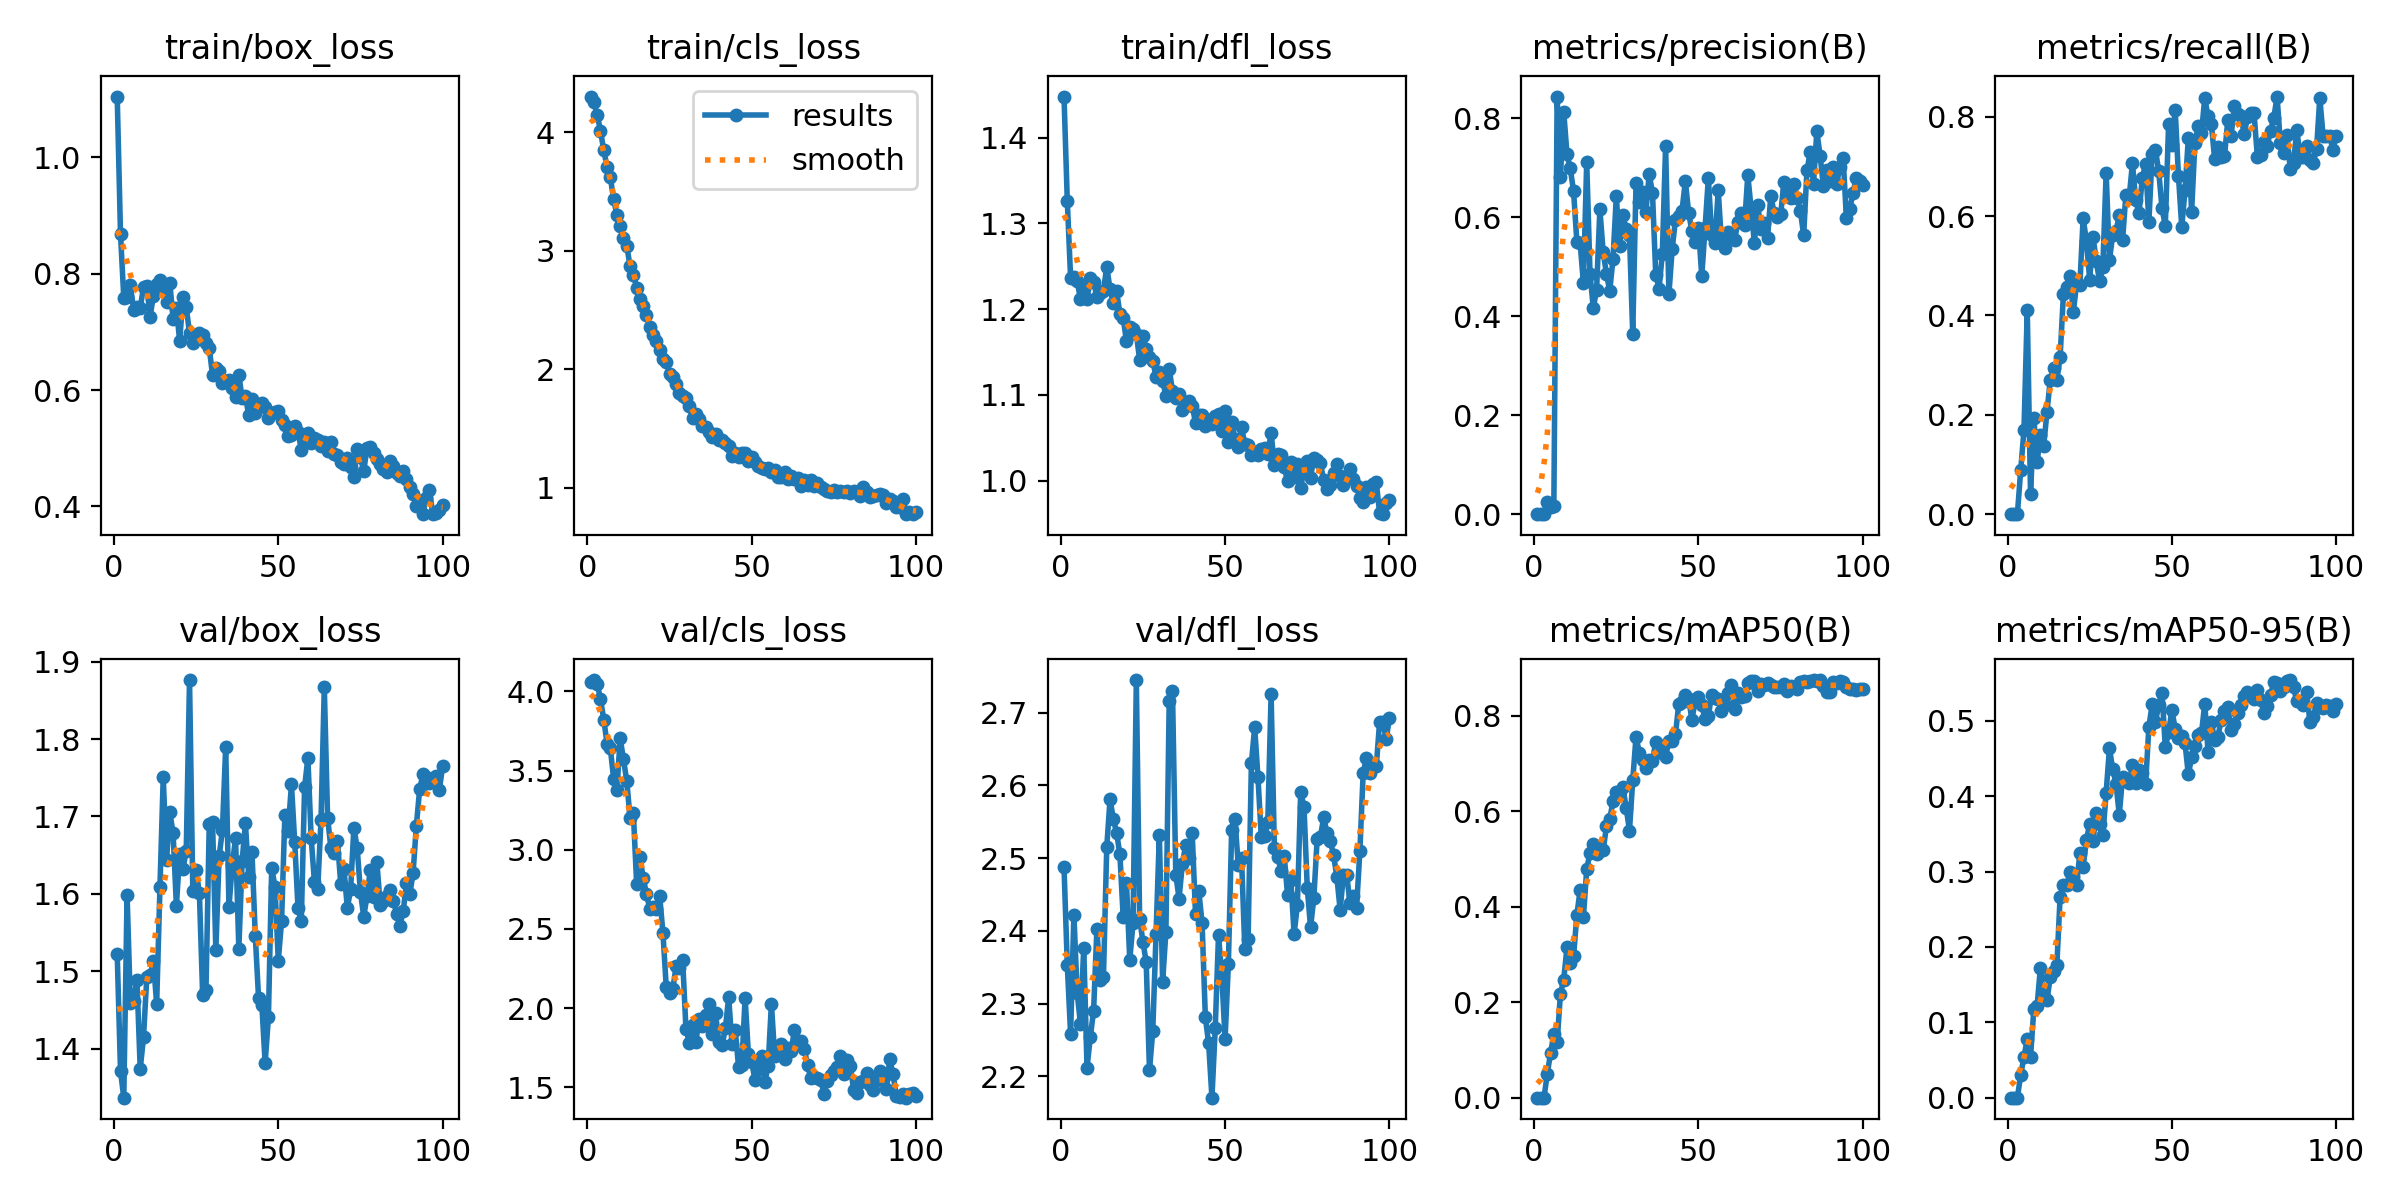 train/box_loss
train/cls_loss
train/dfl_loss
metrics/precision(B)
metrics/recall(B)
results
smooth
1.0
0.8
0.6
0.4
0 50 100
4
3
2
1
0 50 100
1.4
1.3
1.2
1.1
1.0
0 50 100
0.8
0.6
0.4
0.2
0.0
0 50 100
0.8
0.6
0.4
0.2
0.0
0 50 100
val/box_loss
val/cls_loss
val/dfl_loss
metrics/mAP50(B)
metrics/mAP50-95(B)
1.9
1.8
1.7
1.6
1.5
1.4
0 50 100
4.0
3.5
3.0
2.5
2.0
1.5
0 50 100
2.7
2.6
2.5
2.4
2.3
2.2
0 50 100
0.8
0.6
0.4
0.2
0.0
0 50 100
0.5
0.4
0.3
0.2
0.1
0.0
0 50 100